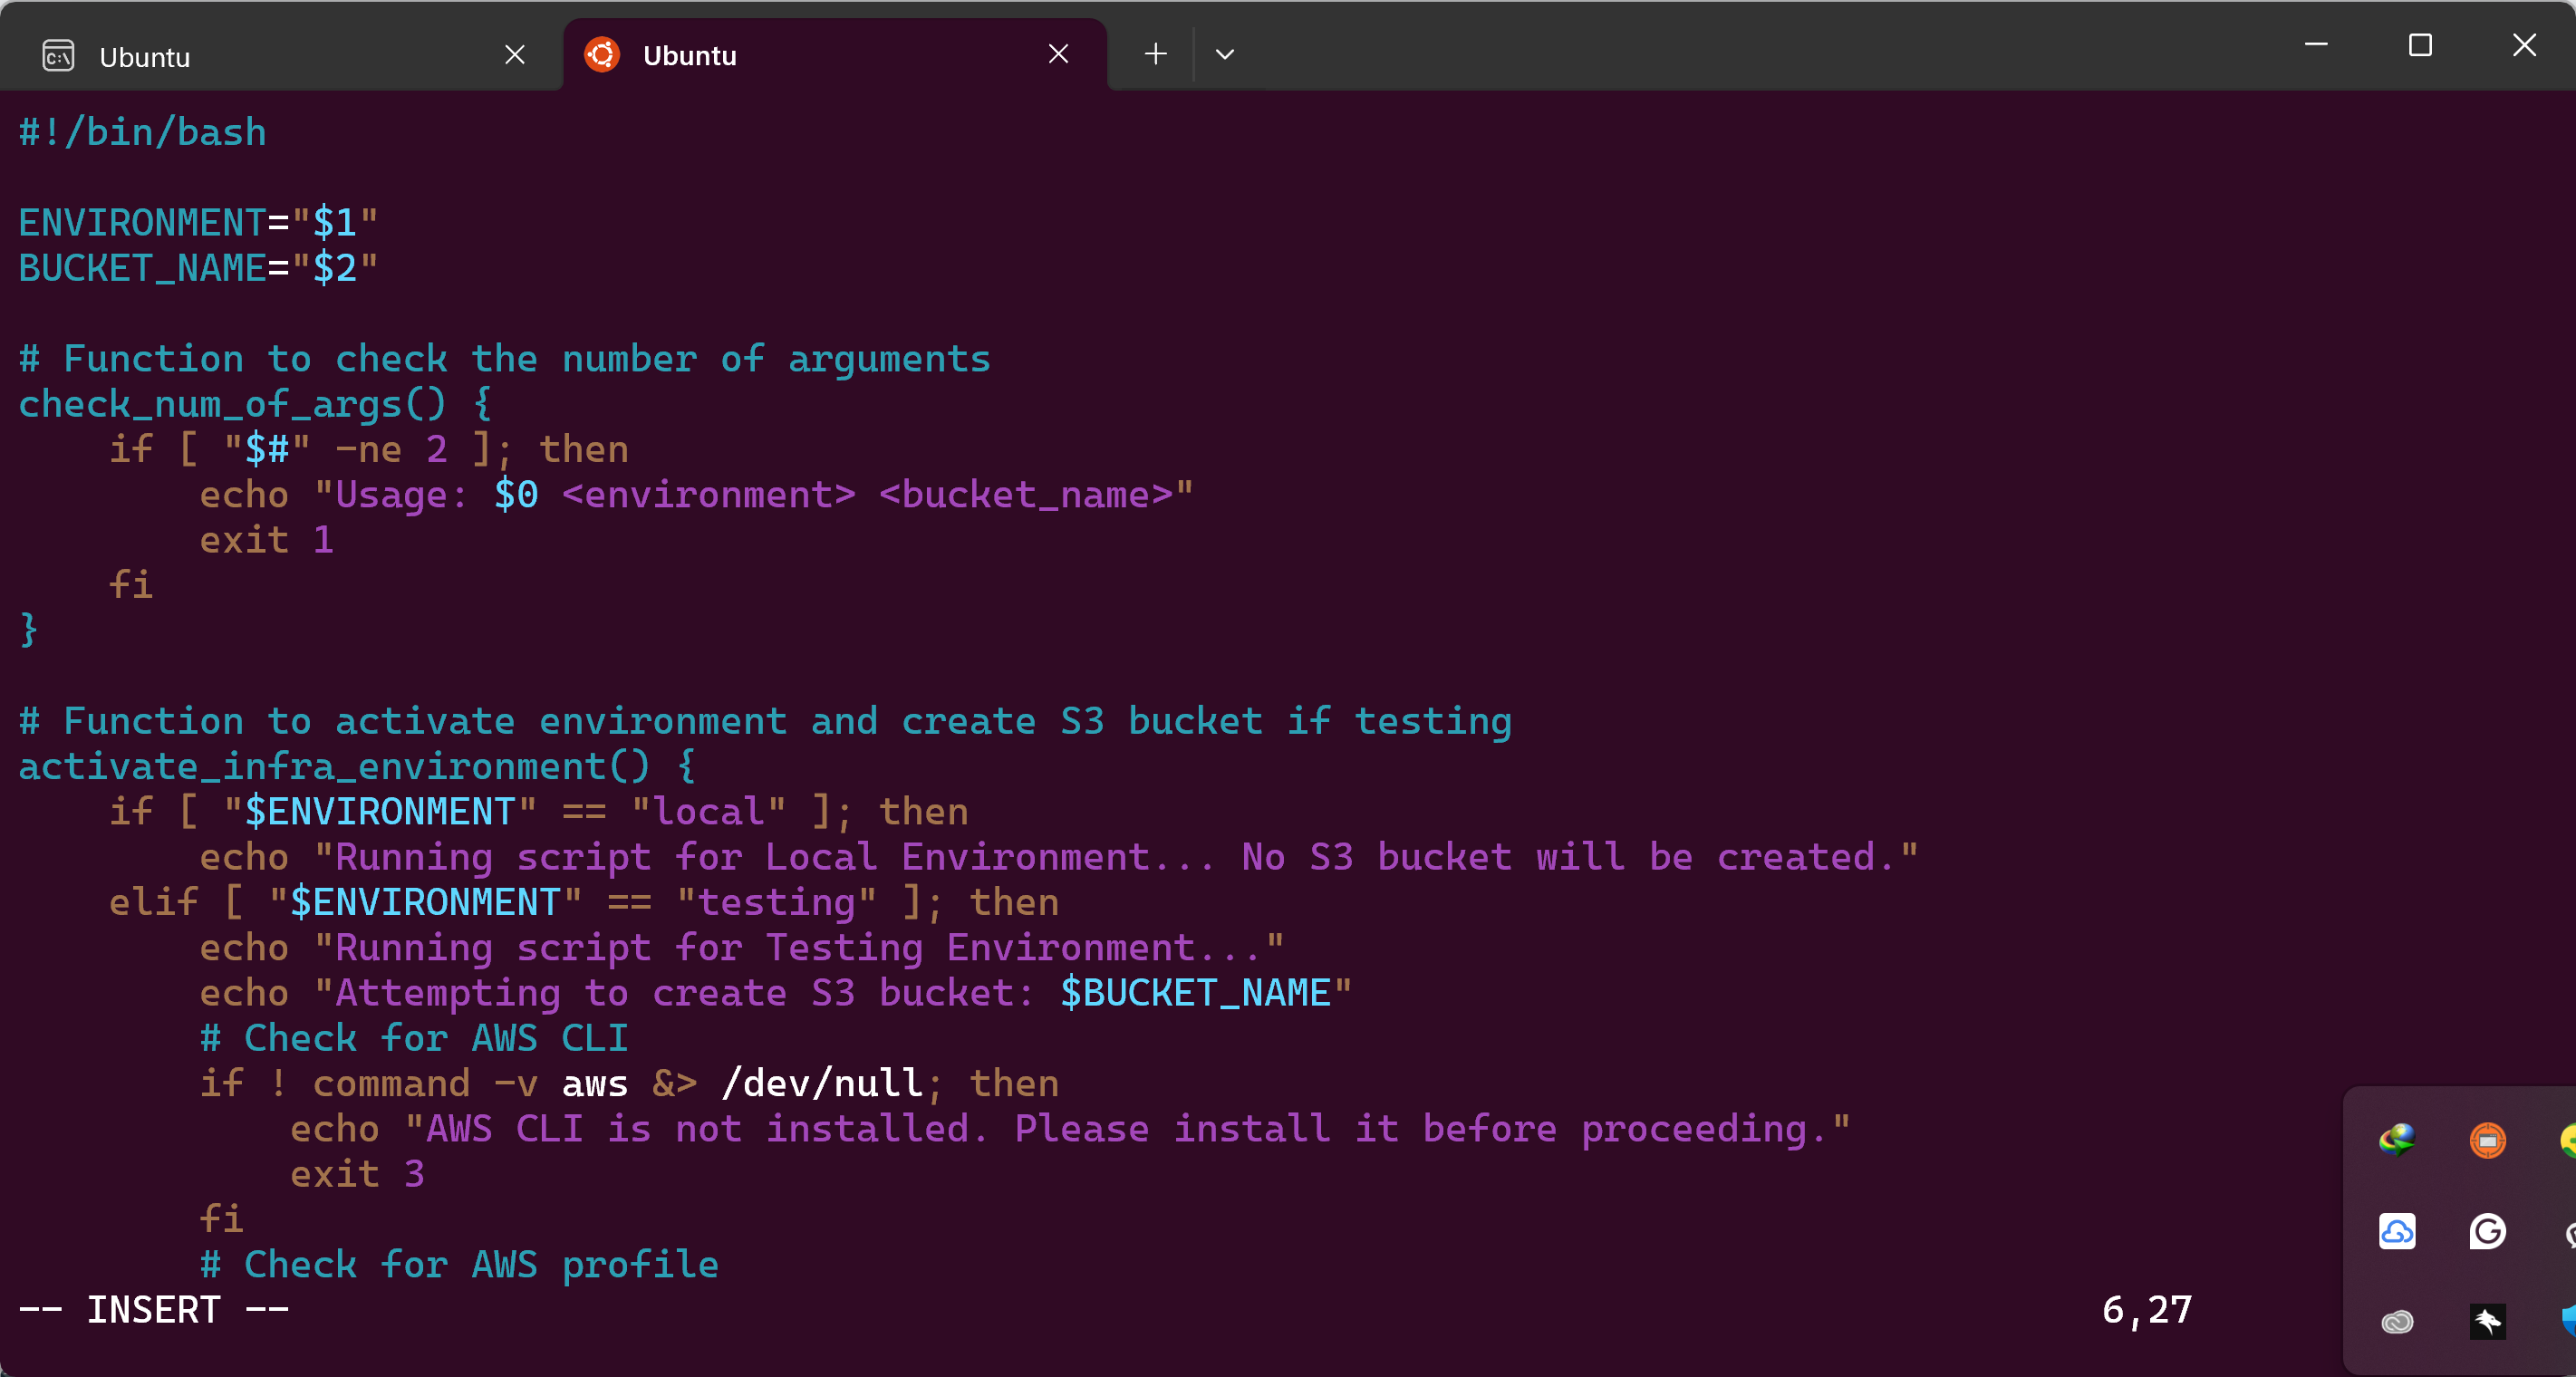 Ubuntu
Ubuntu
#!/bin/bash
ENVIRONMENT="$1"
BUCKET_NAME="$2"
# Function to check the number of arguments
check_num_of_args() {
    if [ "$#" -ne 2 ]; then
        echo "Usage: $0 <environment> <bucket_name>"
        exit 1
    fi
}
# Function to activate environment and create S3 bucket if testing
activate_infra_environment() {
    if [ "$ENVIRONMENT" == "local" ]; then
        echo "Running script for Local Environment... No S3 bucket will be created."
    elif [ "$ENVIRONMENT" == "testing" ]; then
        echo "Running script for Testing Environment..."
        echo "Attempting to create S3 bucket: $BUCKET_NAME"
        # Check for AWS CLI
        if ! command -v aws &> /dev/null; then
            echo "AWS CLI is not installed. Please install it before proceeding."
            exit 3
        fi
        # Check for AWS profile
-- INSERT --
6,27